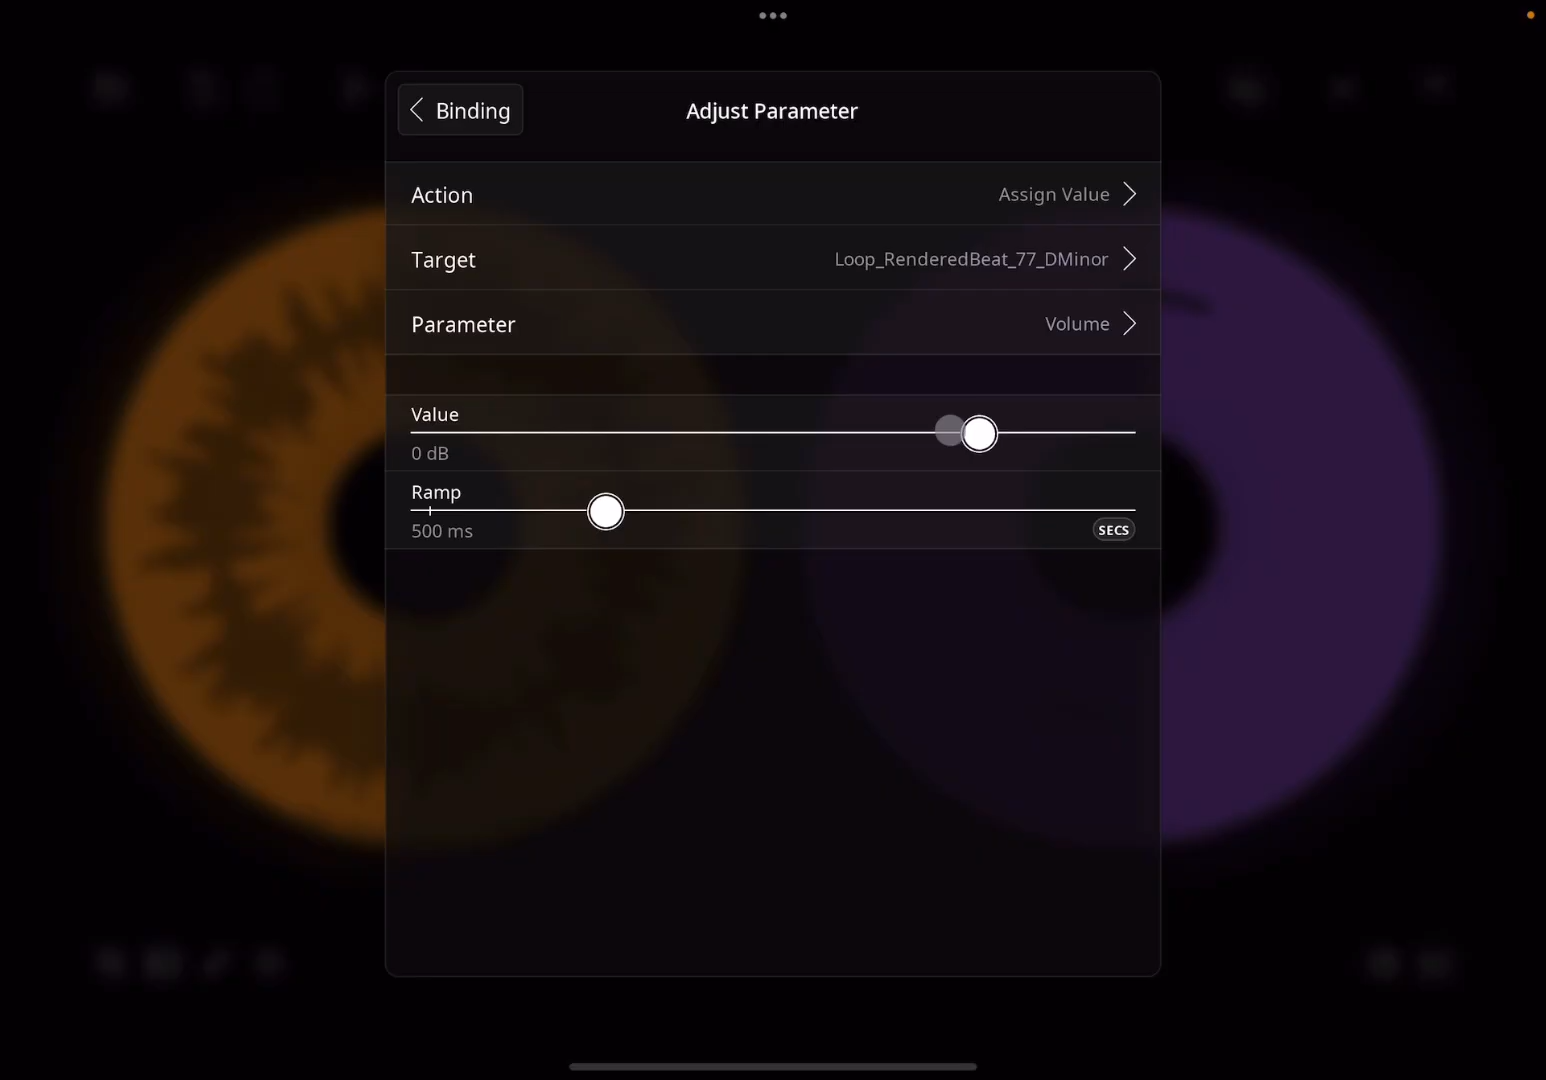 Binding
Adjust Parameter
Action
Assign Value
Target
Loop_RenderedBeat_77_DMinor
Parameter
Volume
Value
0 dB
Ramp
500 ms
SECS